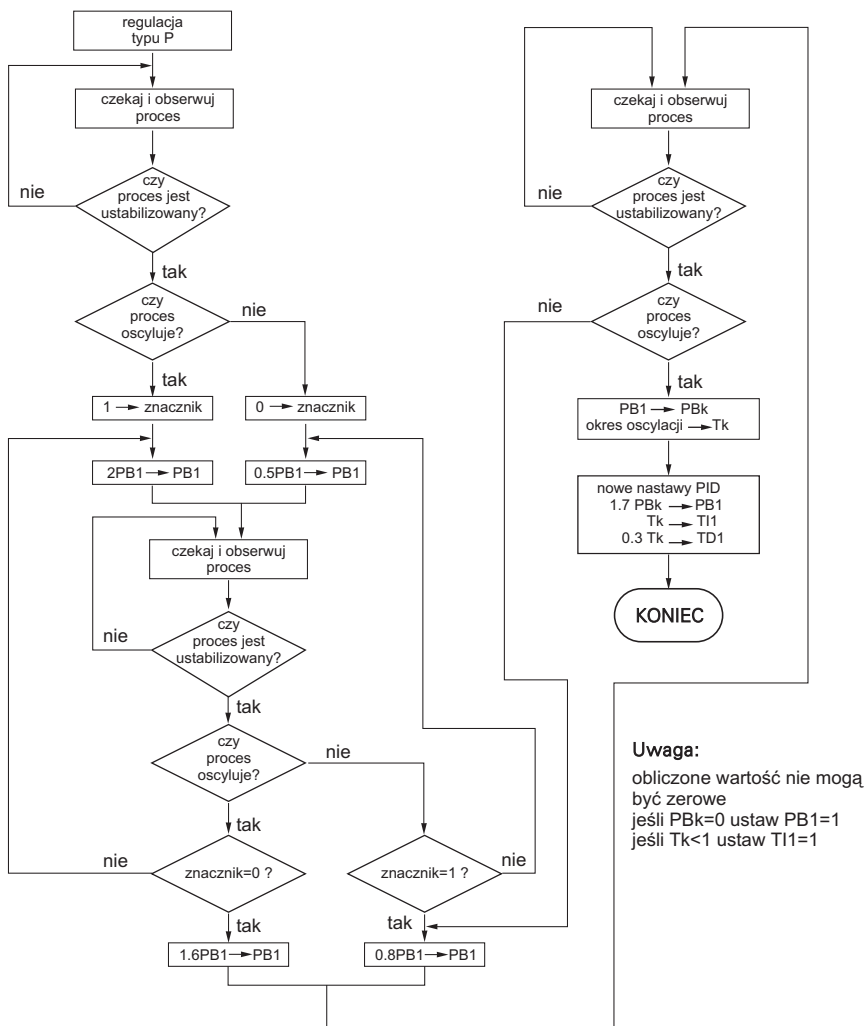 regulacja
typu P
czekaj i obserwuj
proces
czy
proces jest
ustabilizowany?
nie
tak
czy
proces
oscyluje?
nie
tak
1 → znacznik
0 → znacznik
2PB1 → PB1
0.5PB1 → PB1
czekaj i obserwuj
proces
czy
proces jest
ustabilizowany?
nie
tak
czy
proces
oscyluje?
nie
tak
znacznik=0 ?
nie
tak
znacznik=1 ?
nie
tak
1.6PB1 → PB1
0.8PB1 → PB1
czekaj i obserwuj
proces
czy
proces jest
ustabilizowany?
nie
tak
czy
proces
oscyluje?
nie
tak
PB1 → PBk
okres oscylacji → Tk
nowe nastawy PID
1.7 PBk → PB1
Tk → TI1
0.3 Tk → TD1
KONIEC
Uwaga:
obliczone wartość nie mogą
być zerowe
jeśli PBk=0 ustaw PB1=1
jeśli Tk<1 ustaw TI1=1